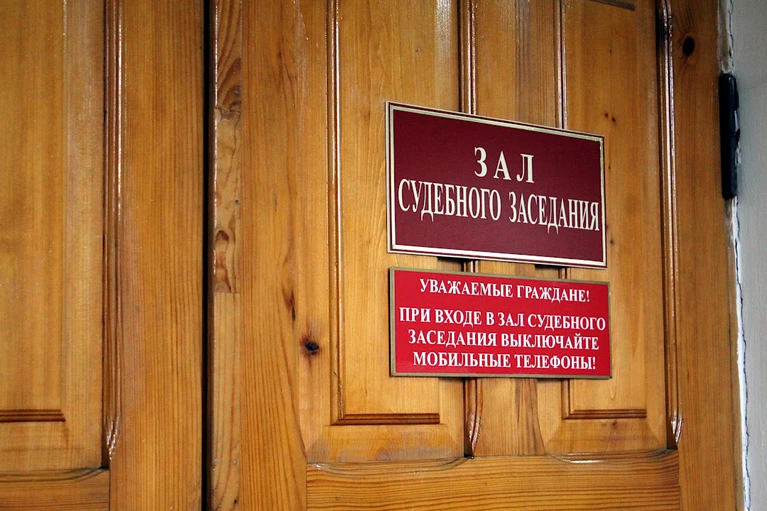 ЗАЛ
СУДЕБНОГО ЗАСЕДАНИЯ
УВАЖАЕМЫЕ ГРАЖДАНЕ!
ПРИ ВХОДЕ В ЗАЛ СУДЕБНОГО
ЗАСЕДАНИЯ ВЫКЛЮЧАЙТЕ
МОБИЛЬНЫЕ ТЕЛЕФОНЫ!